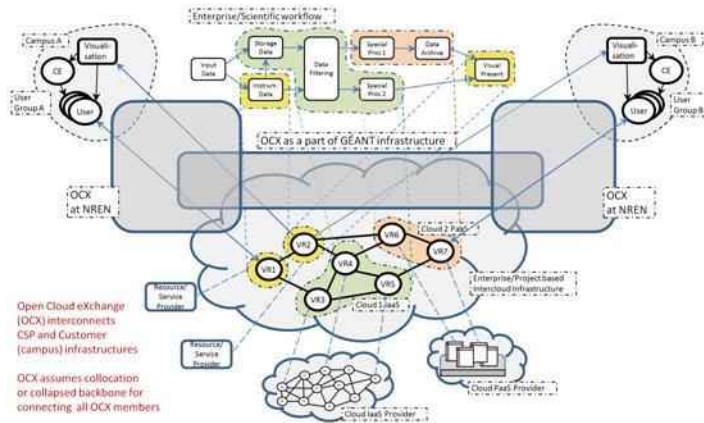 Enterprise/Scientific workflow
Campus A
Visuali-
sation
CE
User
Group A
User
Input
Data
Storage
Data
Instrum.
Data
Data
Filtering
Special
Proc 1
Special
Proc 2
Data
Archive
Visual
Present
Campus B
Visuali-
sation
CE
User
User
Group B
OCX as a part of GEANT infrastructure
OCX
at NREN
OCX
at NREN
VR1
VR2
VR3
VR4
VR5
VR6
VR7
Cloud 2 PaaS
Cloud 1 IaaS
Enterprise/Project based
Intercloud Infrastructure
Resource/
Service
Provider
Resource/
Service
Provider
Cloud IaaS Provider
Cloud PaaS Provider
Open Cloud eXchange
(OCX) interconnects
CSP and Customer
(campus) infrastructures
OCX assumes collocation
or collapsed backbone for
connecting all OCX members